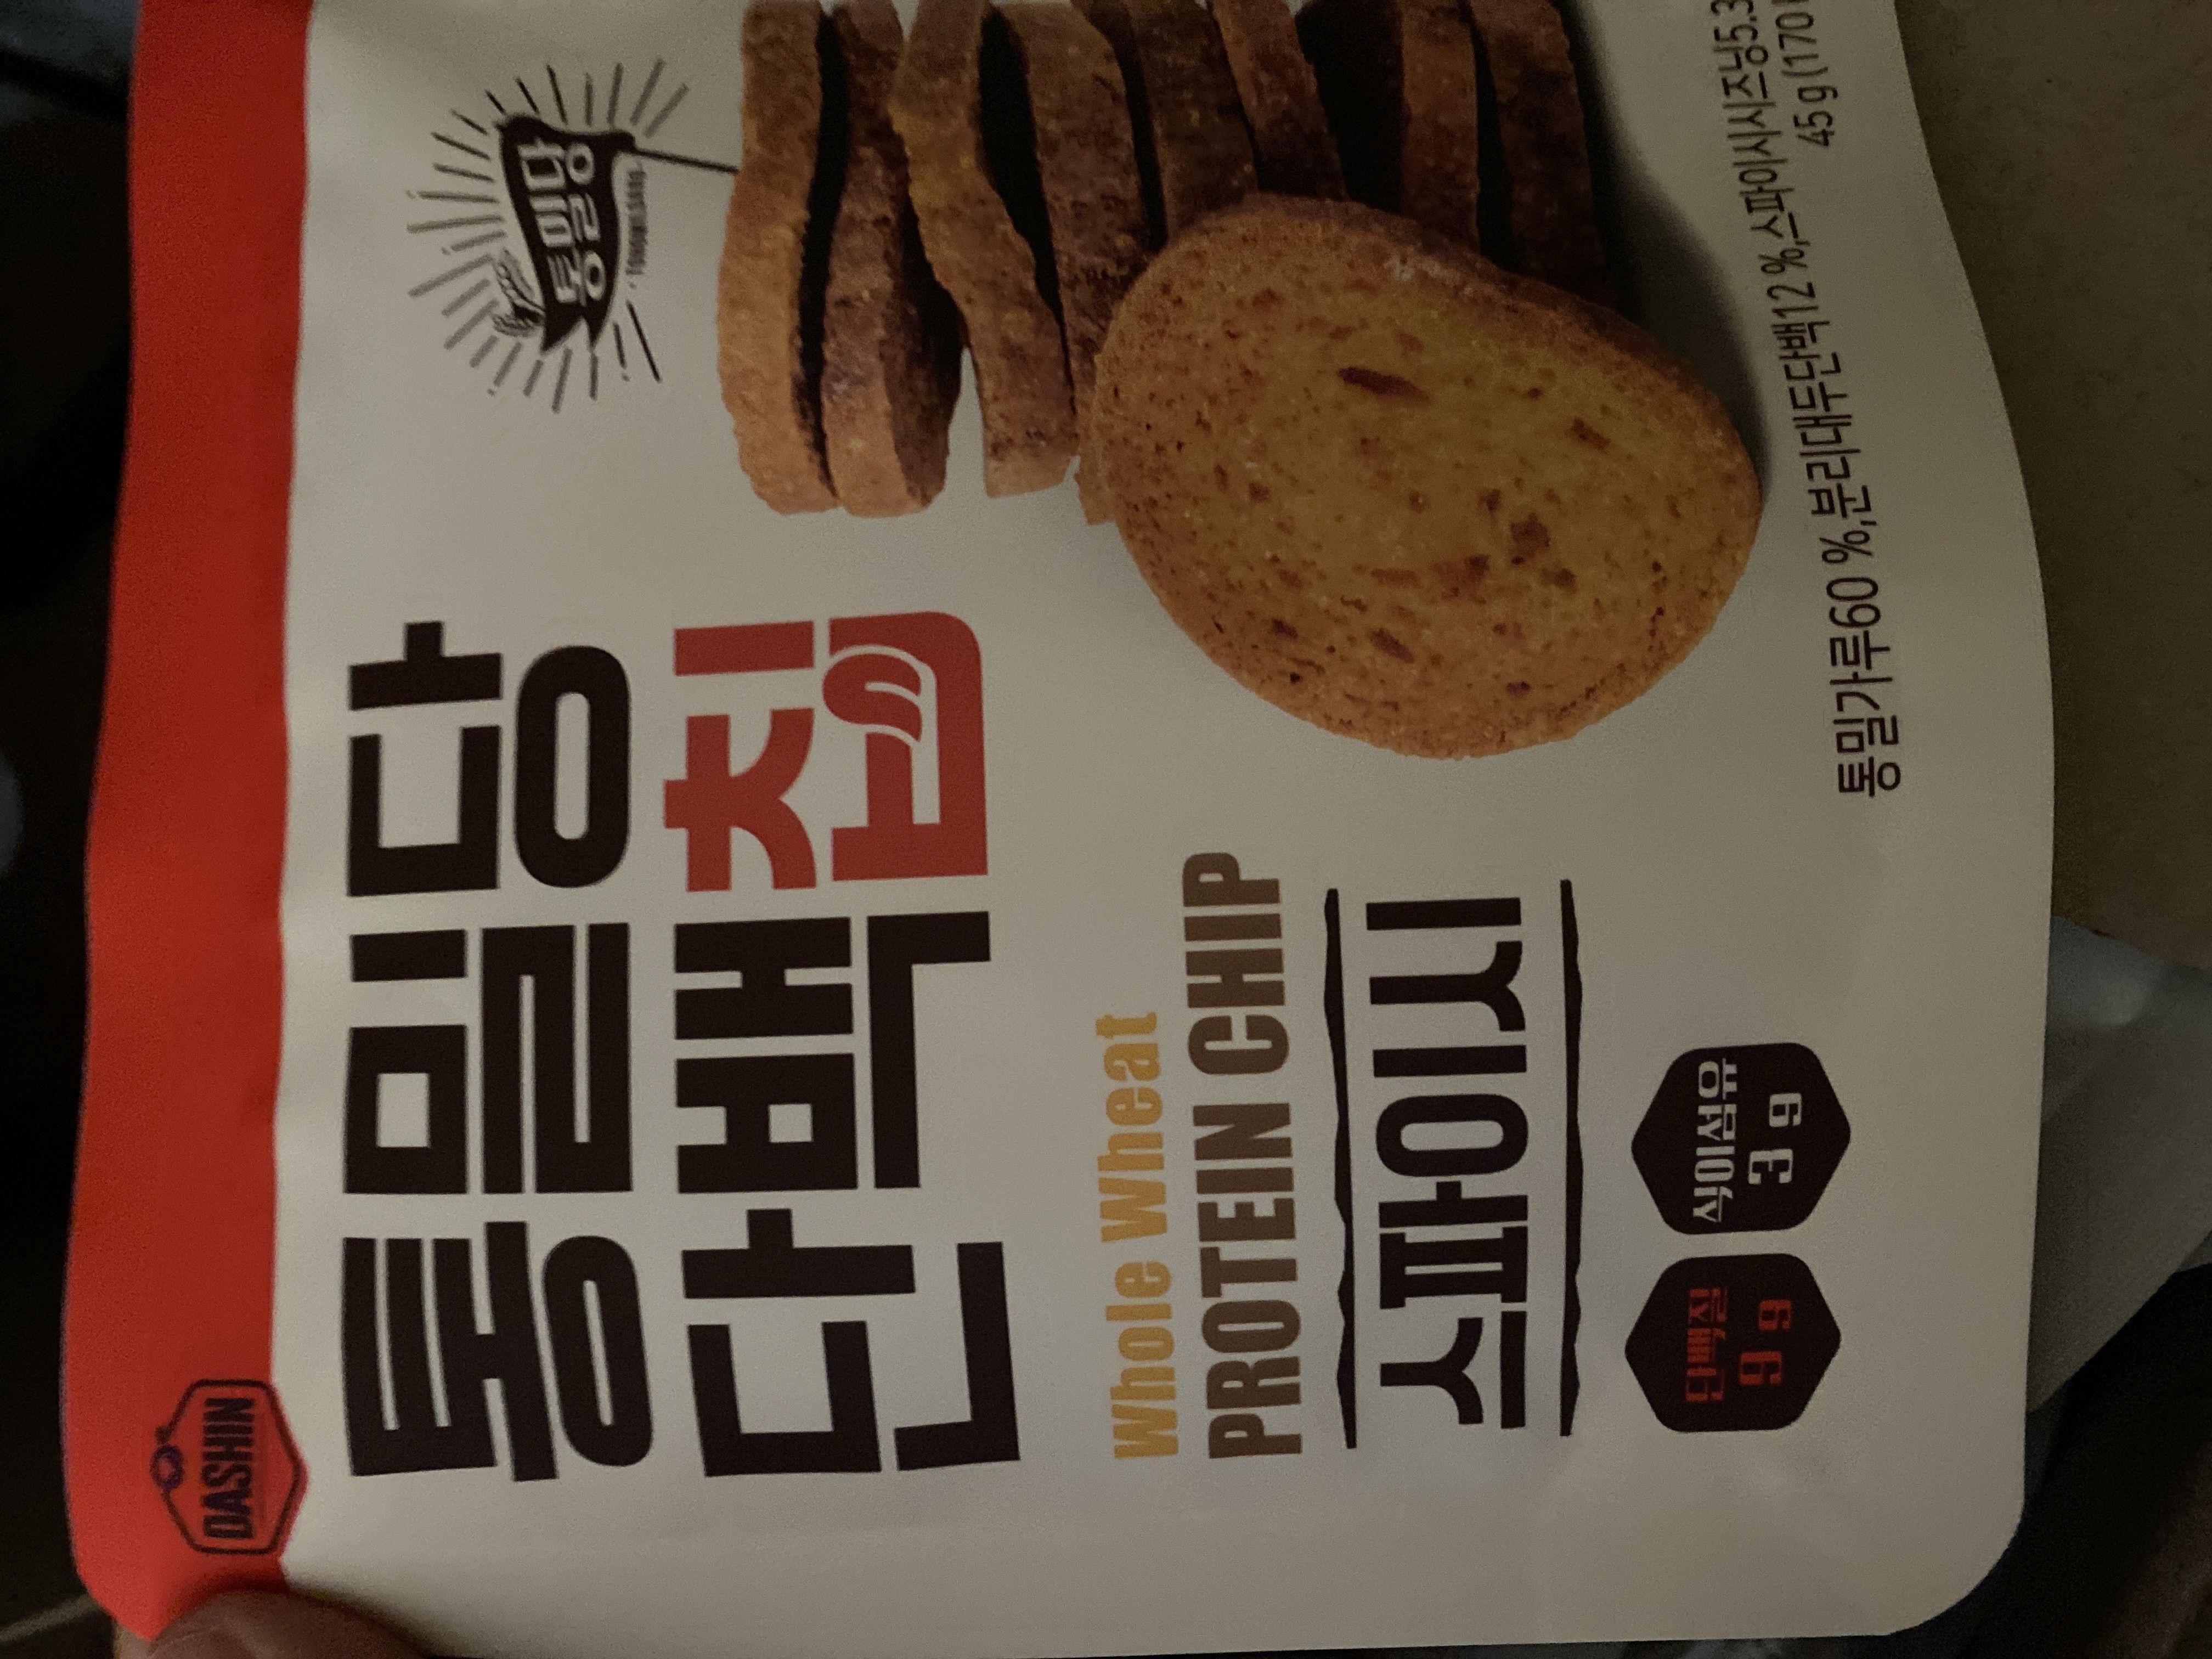 DASHIN
통밀당
단백칩
통밀당
TONGMILDANG
Whole Wheat
PROTEIN CHIP
스파이시
단백질
9 g
식이섬유
3 g
통밀가루60 %,분리대두단백12 %,스파이시시즈닝5.3
45 g (170